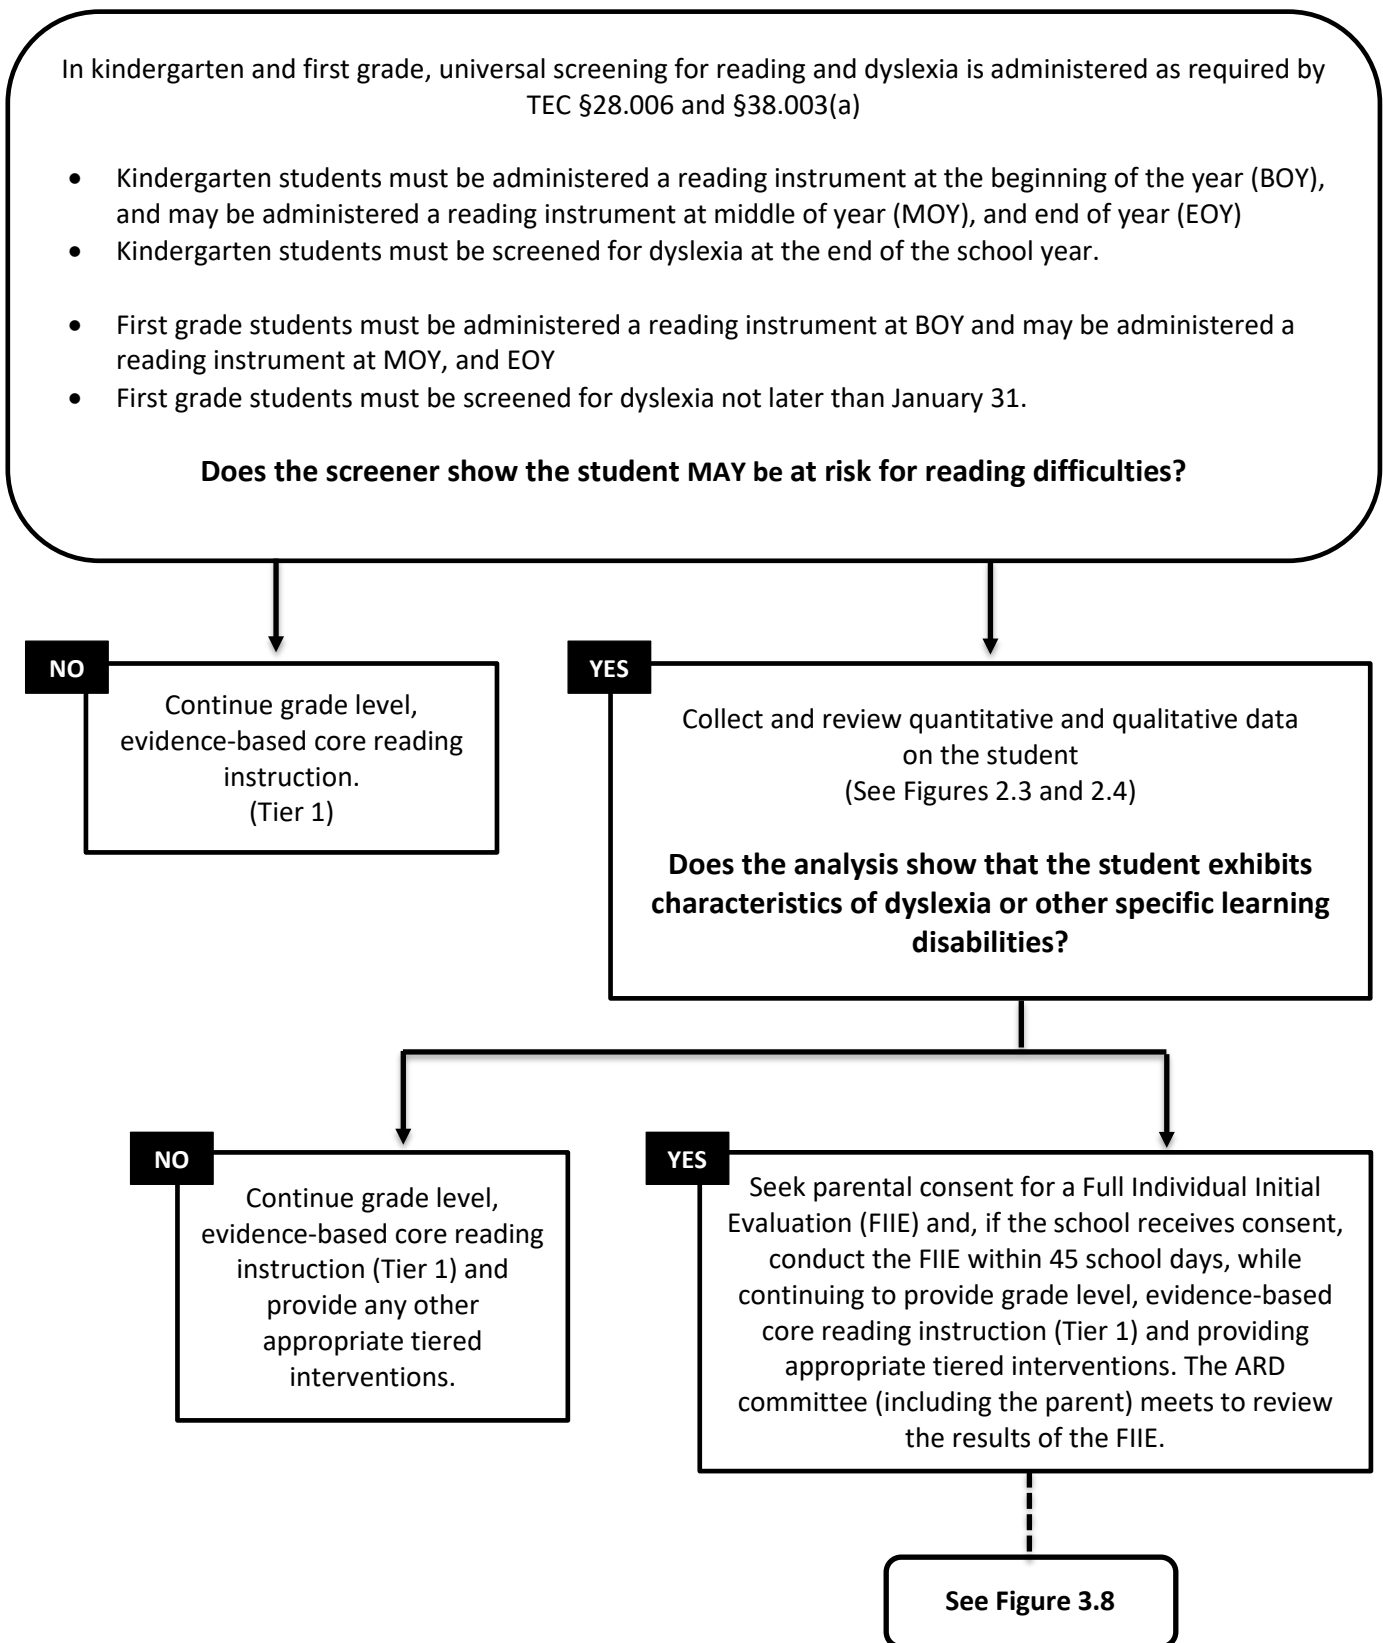 In kindergarten and first grade, universal screening for reading and dyslexia is administered as required by
TEC §28.006 and §38.003(a)
• Kindergarten students must be administered a reading instrument at the beginning of the year (BOY),
and may be administered a reading instrument at middle of year (MOY), and end of year (EOY)
• Kindergarten students must be screened for dyslexia at the end of the school year.
• First grade students must be administered a reading instrument at BOY and may be administered a
reading instrument at MOY, and EOY
• First grade students must be screened for dyslexia not later than January 31.
Does the screener show the student MAY be at risk for reading difficulties?
NO
Continue grade level,
evidence-based core reading
instruction.
(Tier 1)
YES
Collect and review quantitative and qualitative data
on the student
(See Figures 2.3 and 2.4)
Does the analysis show that the student exhibits
characteristics of dyslexia or other specific learning
disabilities?
NO
Continue grade level,
evidence-based core reading
instruction (Tier 1) and
provide any other
appropriate tiered
interventions.
YES
Seek parental consent for a Full Individual Initial
Evaluation (FIIE) and, if the school receives consent,
conduct the FIIE within 45 school days, while
continuing to provide grade level, evidence-based
core reading instruction (Tier 1) and providing
appropriate tiered interventions. The ARD
committee (including the parent) meets to review
the results of the FIIE.
See Figure 3.8